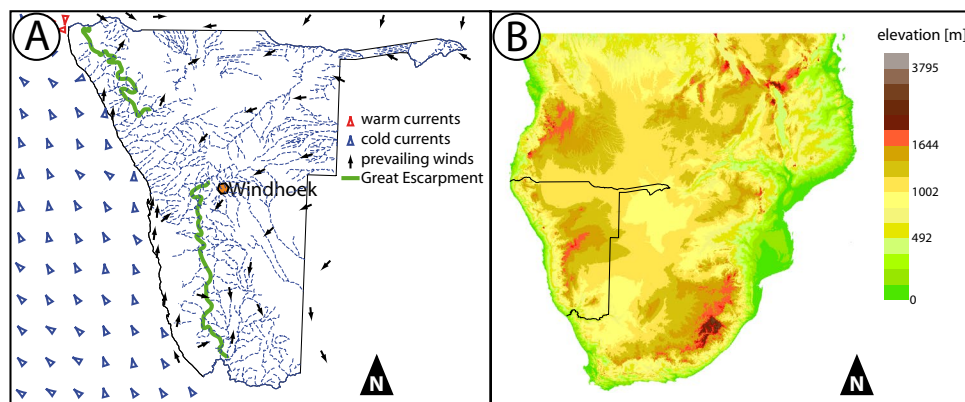 A
warm currents
cold currents
prevailing winds
Great Escarpment
Windhoek
N
B
elevation [m]
3795
1644
1002
492
0
N